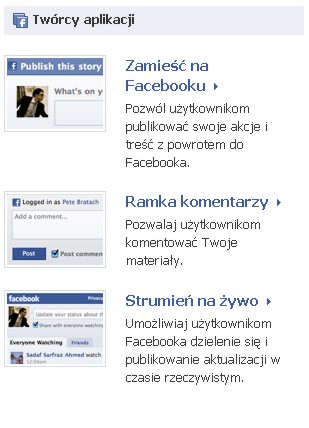 Twórcy aplikacji
Publish this story
What's on y
Zamieść na
Facebooku
Pozwól użytkownikom
publikować swoje akcje i
treść z powrotem do
Facebooka.
Logged in as Pete Bratach
Add a comment...
Post
Post commen
Ramka komentarzy
Pozwalaj użytkownikom
komentować Twoje
materiały.
facebook Privac
Update your status about th
Share with everyone watching
Everyone Watching Friends
Sadaf Sarfraz Ahmed watch
12:04am
Strumień na żywo
Umożliwiaj użytkownikom
Facebooka dzielenie się i
publikowanie aktualizacji w
czasie rzeczywistym.